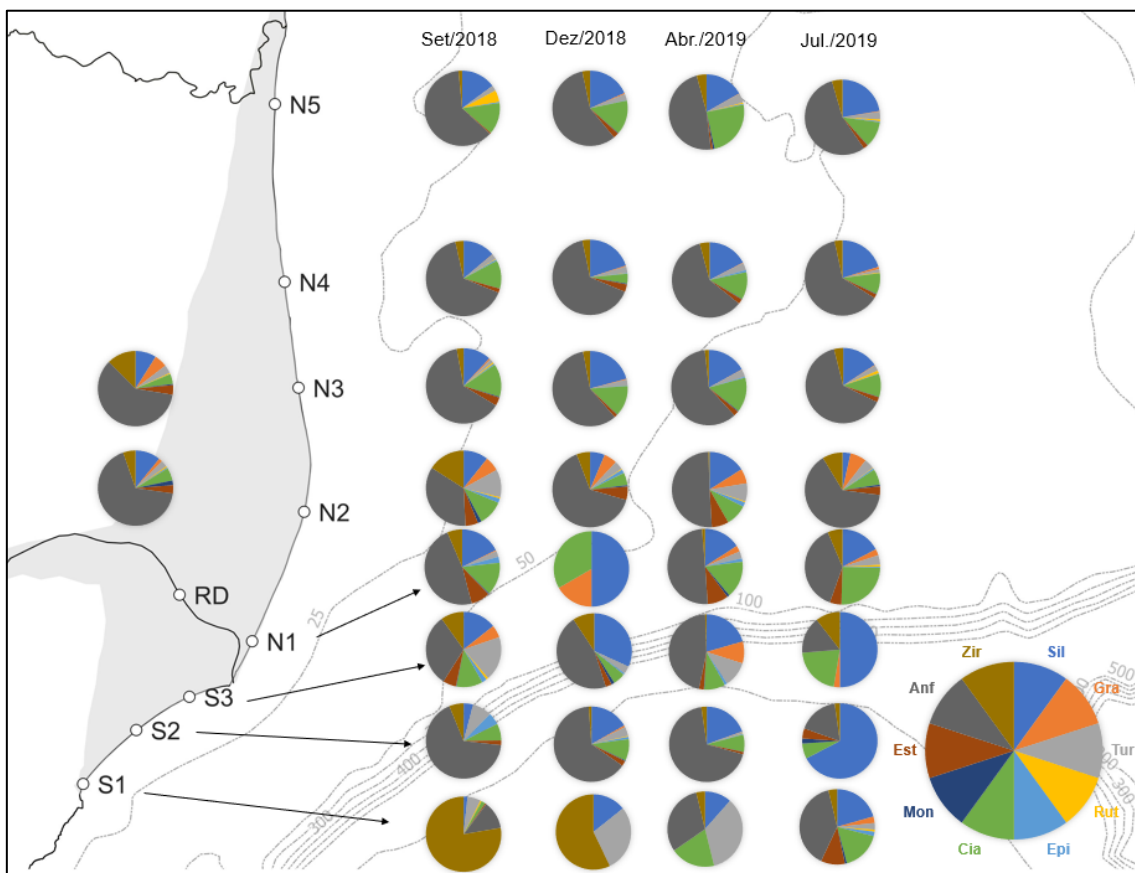 Set/2018 Dez/2018 Abr./2019 Jul./2019
N5
N4
N3
N2
50
RD
25
100
N1
Zir Sil
500
S3
Anf Gra
S2
Est Tur
400
S1
Mon Rut
300
300
Cia Epi